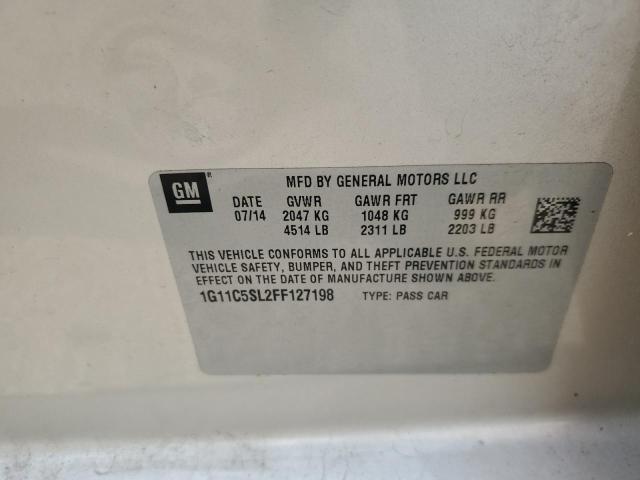 GM
MFD BY GENERAL MOTORS LLC
DATE GVWR GAWR FRT GAWR RR
07/14 2047 KG 1048 KG 999 KG
4514 LB 2311 LB 2203 LB
THIS VEHICLE CONFORMS TO ALL APPLICABLE U.S. FEDERAL MOTOR
VEHICLE SAFETY, BUMPER, AND THEFT PREVENTION STANDARDS IN
EFFECT ON THE DATE OF MANUFACTURE SHOWN ABOVE.
1G11C5SL2FF127198 TYPE: PASS CAR